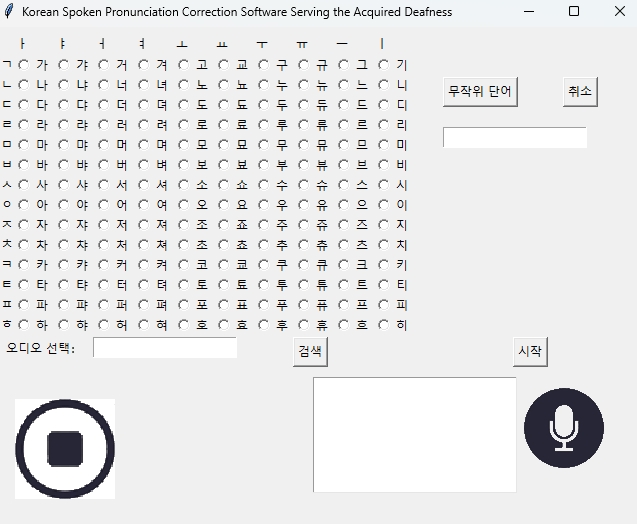 Korean Spoken Pronunciation Correction Software Serving the Acquired Deafness
ㅏ ㅑ ㅓ ㅕ ㅗ ㅛ ㅜ ㅠ ㅡ ㅣ
ㄱ 가 갸 거 겨 고 교 구 규 그 기
ㄴ 나 냐 너 녀 노 뇨 누 뉴 느 니
ㄷ 다 댜 더 뎌 도 됴 두 듀 드 디
ㄹ 라 랴 러 려 로 료 루 류 르 리
ㅁ 마 먀 머 며 모 묘 무 뮤 므 미
ㅂ 바 뱌 버 벼 보 뵤 부 뷰 브 비
ㅅ 사 샤 서 셔 소 쇼 수 슈 스 시
ㅇ 아 야 어 여 오 요 우 유 으 이
ㅈ 자 쟈 저 져 조 죠 주 쥬 즈 지
ㅊ 차 챠 처 쳐 초 쵸 추 츄 츠 치
ㅋ 카 캬 커 켜 코 쿄 쿠 큐 크 키
ㅌ 타 탸 터 텨 토 툐 투 튜 트 티
ㅍ 파 퍄 퍼 펴 포 표 푸 퓨 프 피
ㅎ 하 햐 허 혀 호 효 후 휴 흐 히
무작위 단어 취소
오디오 선택: 검색 시작